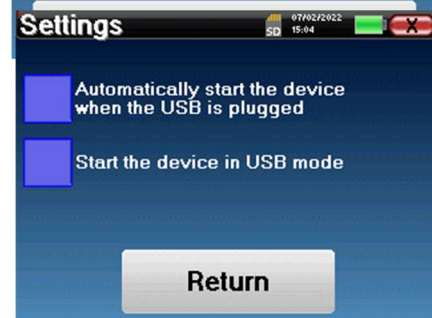 Settings
SD
07/02/2022
15:04
X
Automatically start the device
when the USB is plugged
Start the device in USB mode
Return